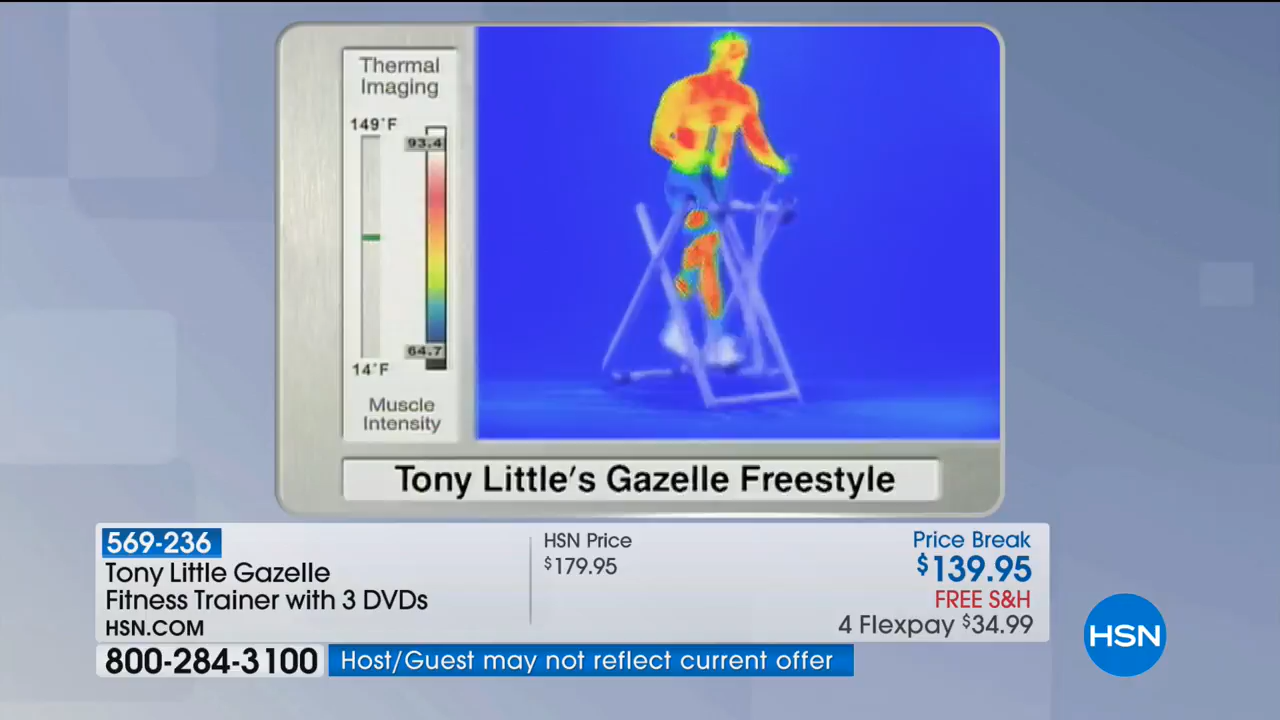 Thermal
Imaging
149°F
93.4
64.7
14°F
Muscle
Intensity
Tony Little's Gazelle Freestyle
569-236
Tony Little Gazelle
Fitness Trainer with 3 DVDs
HSN.COM
HSN Price
$179.95
Price Break
$139.95
FREE S&H
4 Flexpay $34.99
HSN
800-284-3100
Host/Guest may not reflect current offer